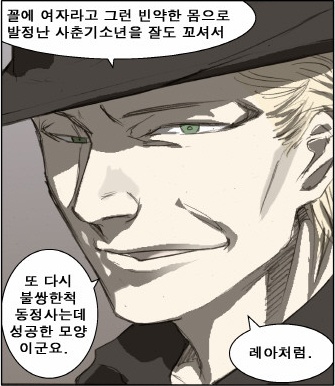 꼴에 여자라고 그런 빈약한 몸으로
발정난 사춘기소년을 잘도 꼬셔서
또 다시
불쌍한척
동정사는데
성공한 모양
이군요.
레아처럼.